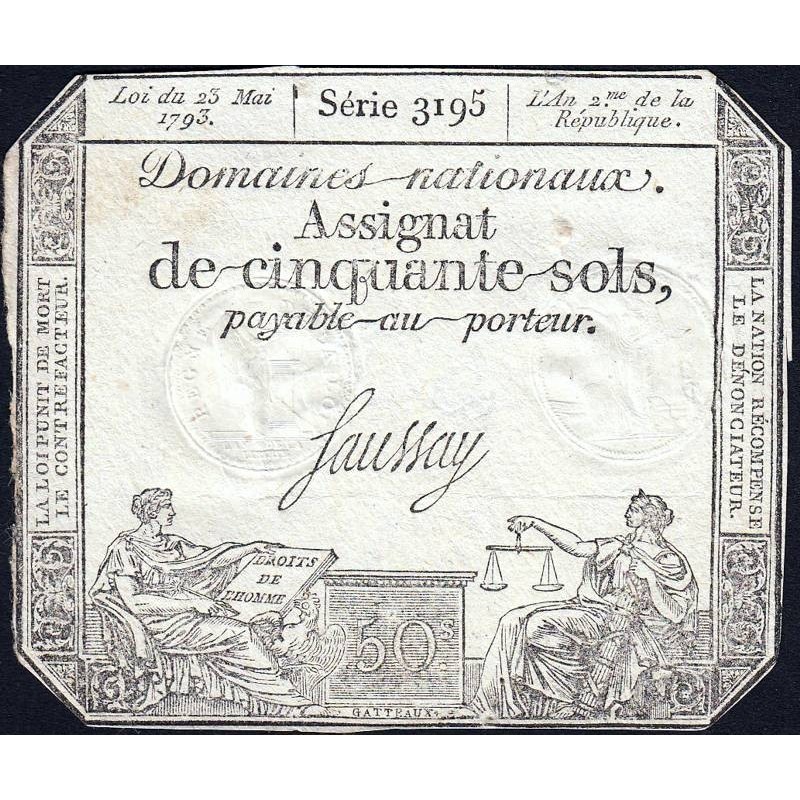 Loi du 23 Mai
1793.
Série 3195
L'An 2.me de la
République.
Domaines nationaux.
Assignat
de cinquante sols,
payable au porteur.
Saussay
LA LOI PUNIT DE MORT
LE CONTREFACTEUR.
LA NATION RÉCOMPENSE
LE DENONCIATEUR.
DROITS
DE
L'HOMME
50.s
GATTEAUX